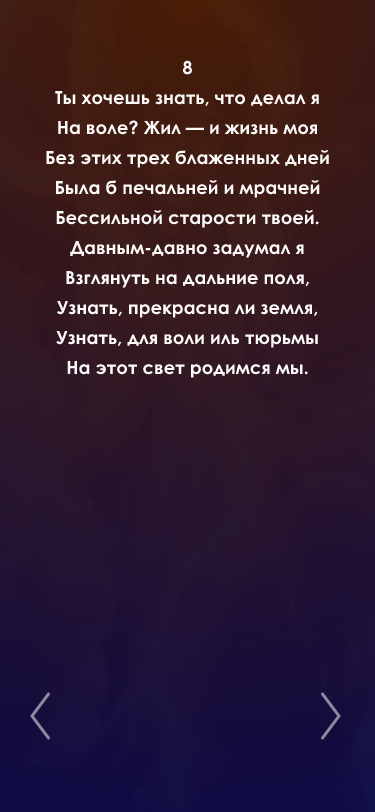 8
Ты хочешь знать, что делал я
На воле? Жил — и жизнь моя
Без этих трех блаженных дней
Была б печальней и мрачней
Бессильной старости твоей.
Давным-давно задумал я
Взглянуть на дальние поля,
Узнать, прекрасна ли земля,
Узнать, для воли иль тюрьмы
На этот свет родимся мы.